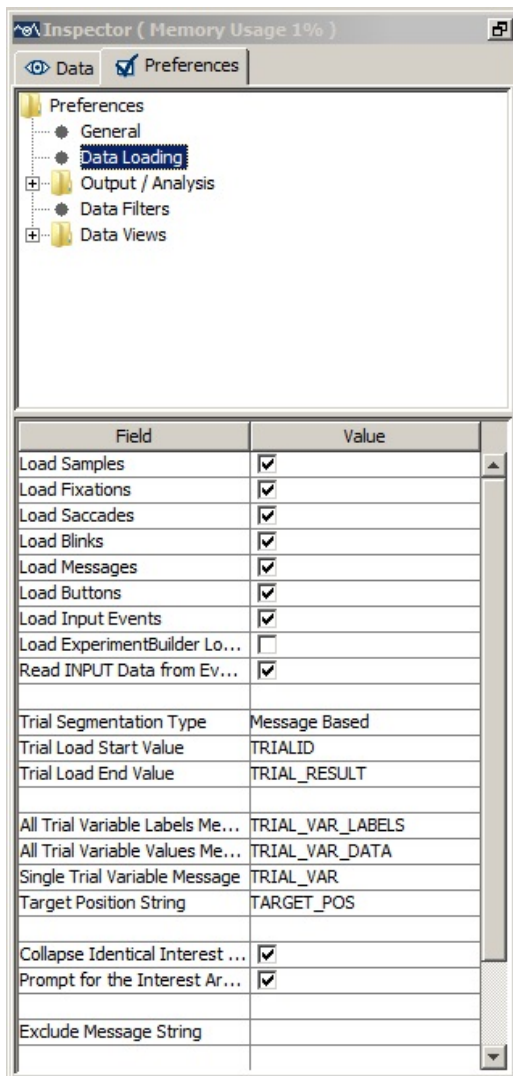 Inspector ( Memory Usage 1% )
Data Preferences
Preferences
General
Data Loading
Output / Analysis
Data Filters
Data Views
Field Value
Load Samples
Load Fixations
Load Saccades
Load Blinks
Load Messages
Load Buttons
Load Input Events
Load ExperimentBuilder Lo...
Read INPUT Data from Ev...
Trial Segmentation Type Message Based
Trial Load Start Value TRIALID
Trial Load End Value TRIAL_RESULT
All Trial Variable Labels Me... TRIAL_VAR_LABELS
All Trial Variable Values Me... TRIAL_VAR_DATA
Single Trial Variable Message TRIAL_VAR
Target Position String TARGET_POS
Collapse Identical Interest ...
Prompt for the Interest Ar...
Exclude Message String